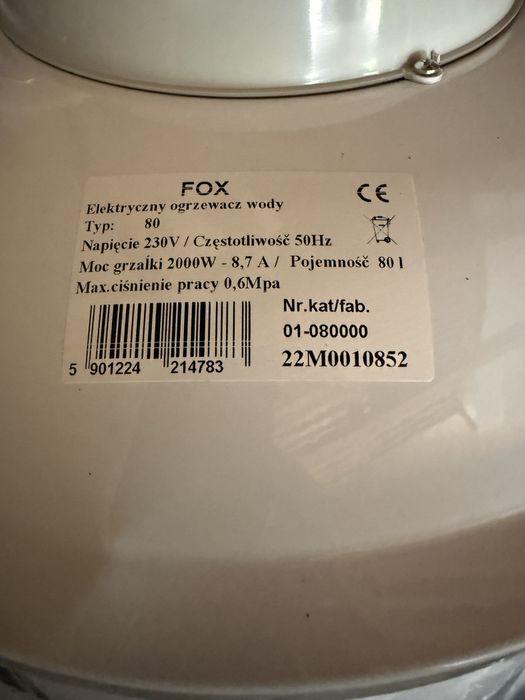 FOX
CE
Elektryczny ogrzewacz wody
Typ: 80
Napięcie 230V / Częstotliwość 50Hz
Moc grzałki 2000W - 8,7 A / Pojemność 80 l
Max.ciśnienie pracy 0,6Mpa
Nr.kat/fab.
01-080000
22M0010852
5 901224 214783